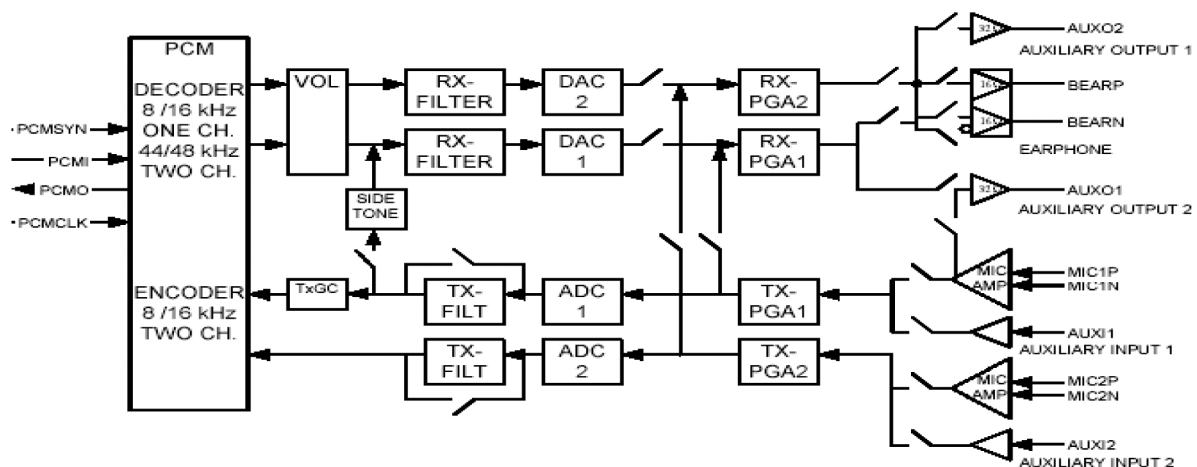 PCM
DECODER
8 /16 kHz
ONE CH.
44/48 kHz
TWO CH.
ENCODER
8 /16 kHz
TWO CH.
PCMSYN
PCMI
PCMO
PCMCLK
VOL
RX-
FILTER
DAC
2
RX-
PGA2
RX-
FILTER
DAC
1
RX-
PGA1
SIDE
TONE
TxGC
TX-
FILT
ADC
1
TX-
PGA1
TX-
FILT
ADC
2
TX-
PGA2
32Ω
AUXO2
AUXILIARY OUTPUT 1
16Ω
BEARP
16Ω
BEARN
EARPHONE
32Ω
AUXO1
AUXILIARY OUTPUT 2
MIC
AMP
MIC1P
MIC1N
AUXI1
AUXILIARY INPUT 1
MIC
AMP
MIC2P
MIC2N
AUXI2
AUXILIARY INPUT 2